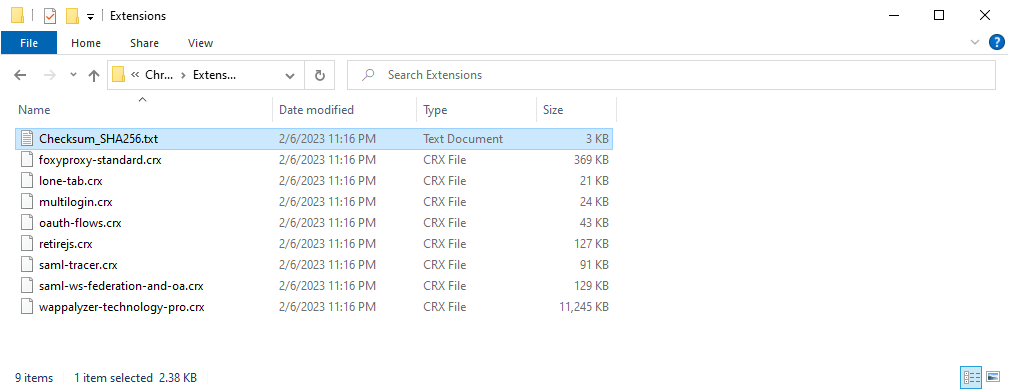 Extensions
File Home Share View
« Chr... > Extens... Search Extensions
Name Date modified Type Size
Checksum_SHA256.txt 2/6/2023 11:16 PM Text Document 3 KB
foxyproxy-standard.crx 2/6/2023 11:16 PM CRX File 369 KB
lone-tab.crx 2/6/2023 11:16 PM CRX File 21 KB
multilogin.crx 2/6/2023 11:16 PM CRX File 24 KB
oauth-flows.crx 2/6/2023 11:16 PM CRX File 43 KB
retirejs.crx 2/6/2023 11:16 PM CRX File 127 KB
saml-tracer.crx 2/6/2023 11:16 PM CRX File 91 KB
saml-ws-federation-and-oa.crx 2/6/2023 11:16 PM CRX File 129 KB
wappalyzer-technology-pro.crx 2/6/2023 11:16 PM CRX File 11,245 KB
9 items 1 item selected 2.38 KB